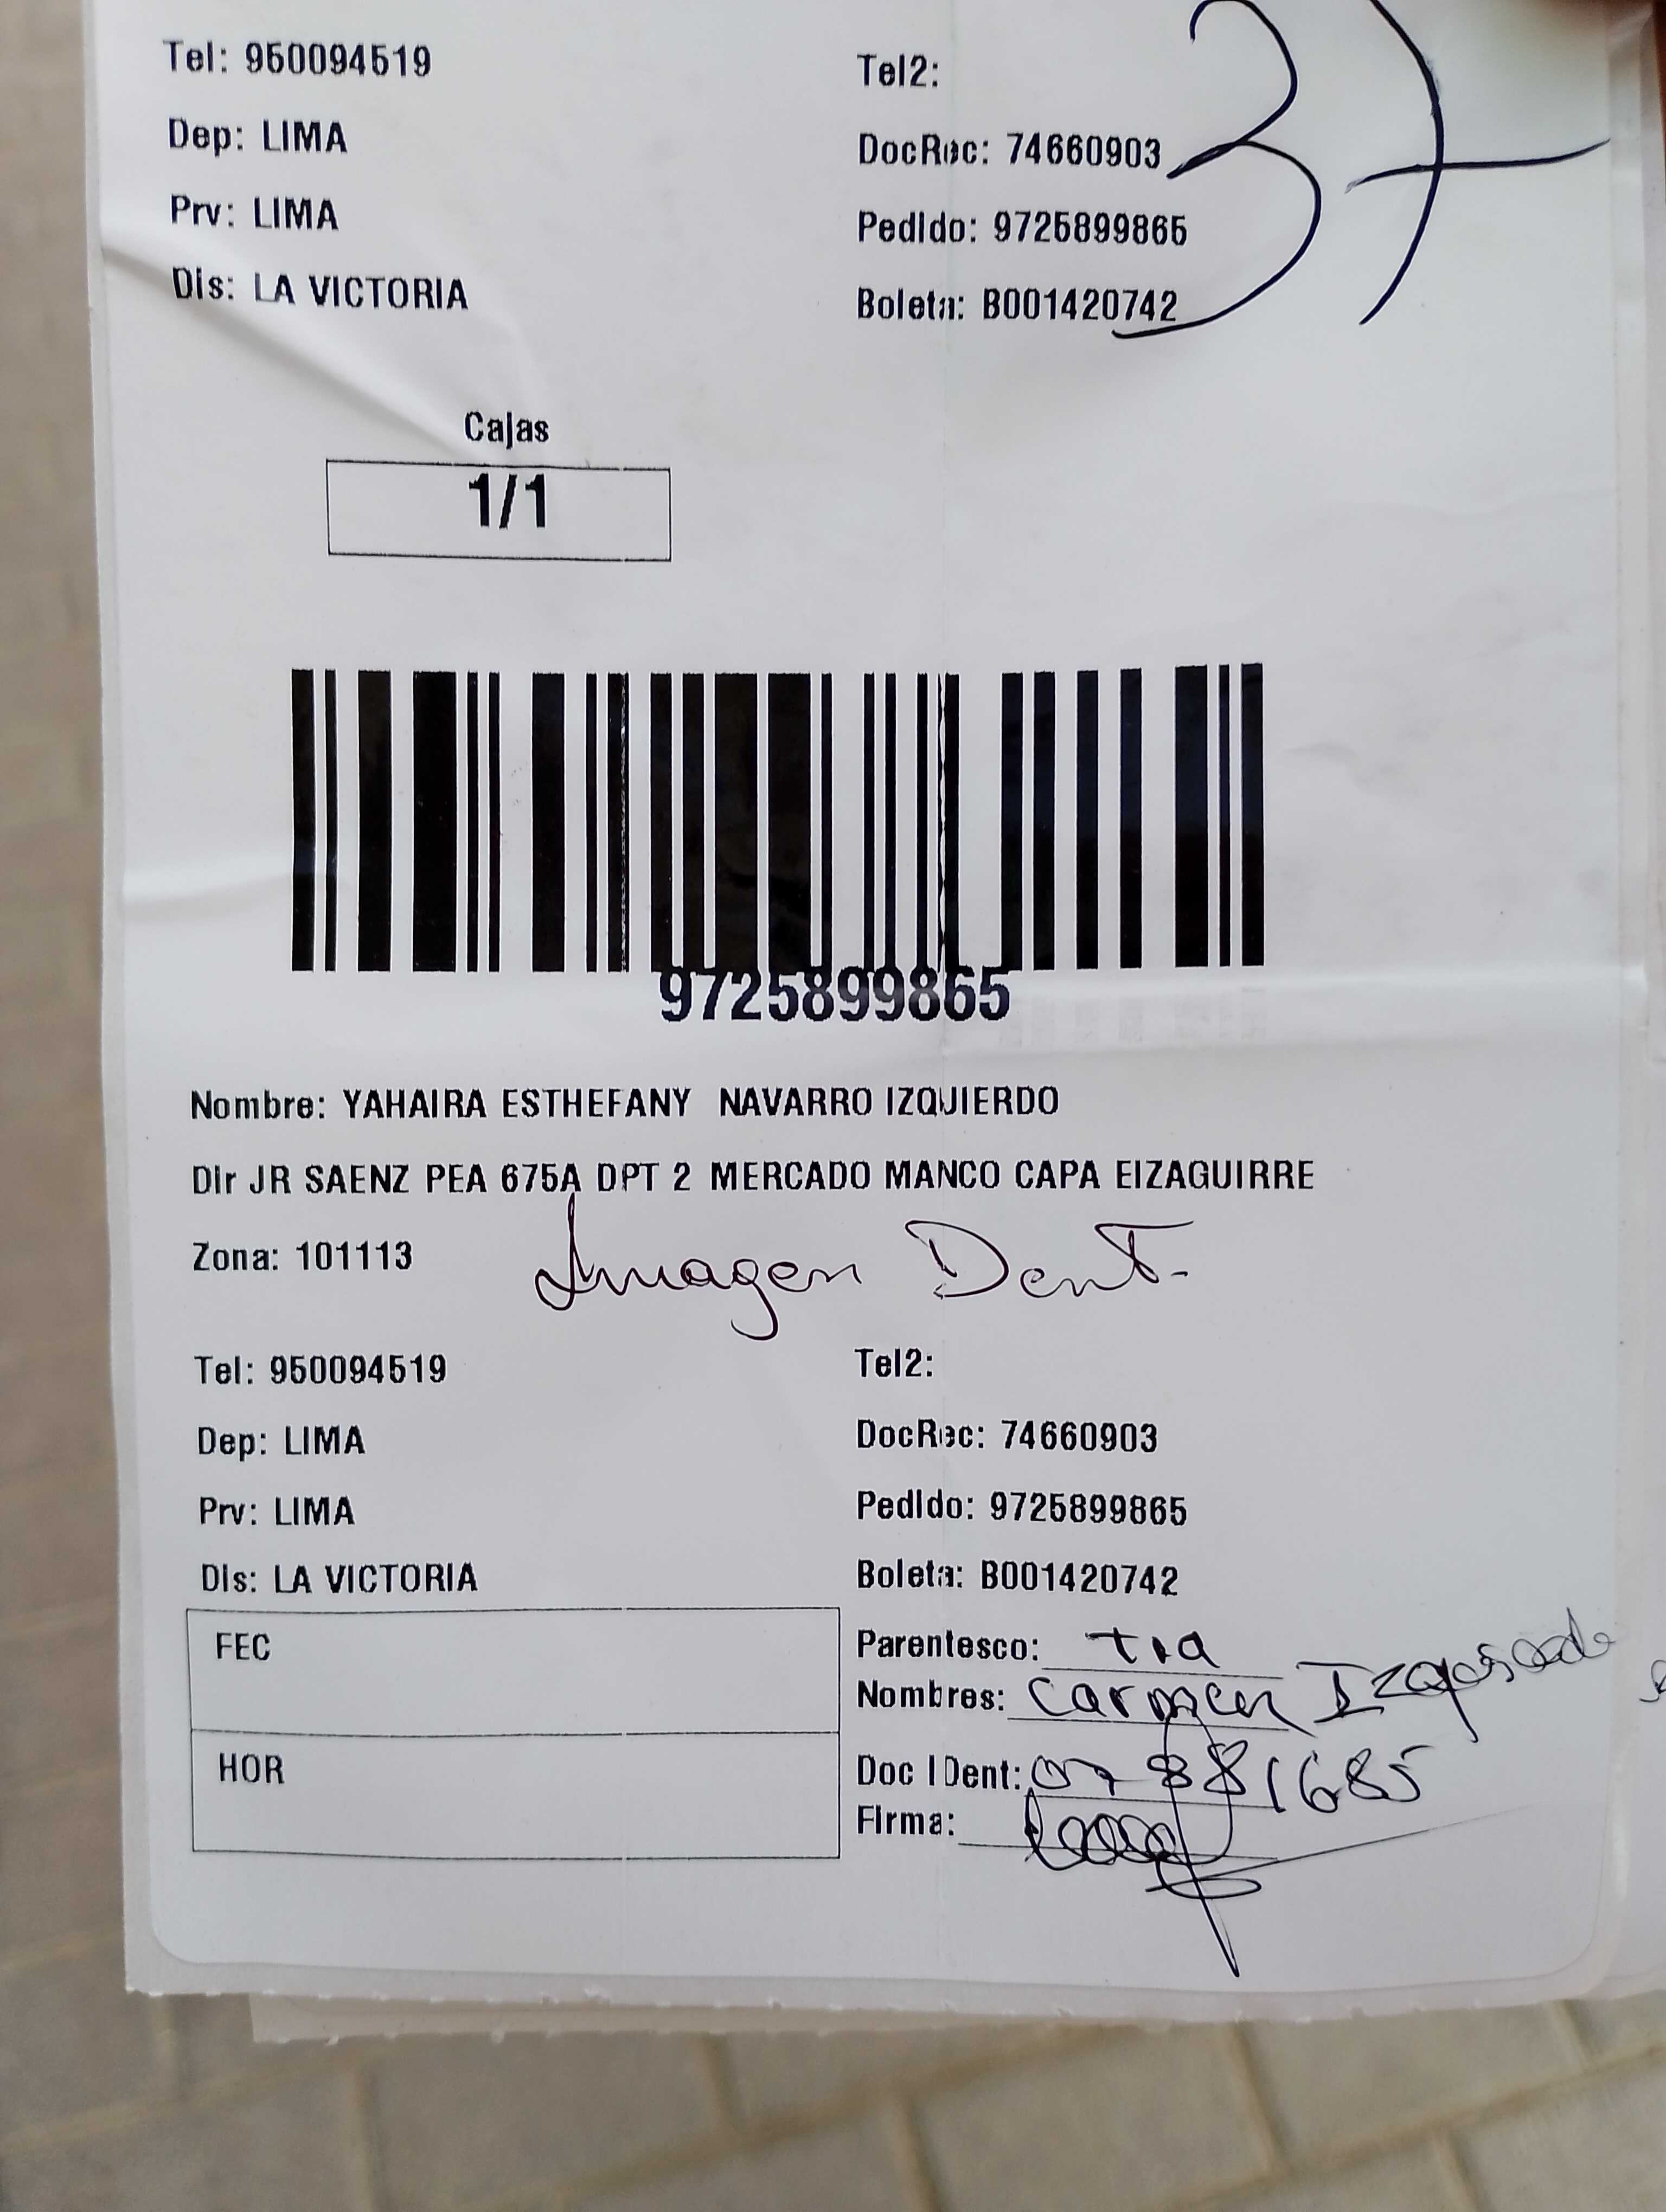 Tel: 950094519
Tel2:
Dep: LIMA
DocRec: 74660903
37
Prv: LIMA
Pedido: 9725899865
Dis: LA VICTORIA
Boleta: B001420742
Cajas
1/1
9725899865
Nombre: YAHAIRA ESTHEFANY NAVARRO IZQUIERDO
Dir JR SAENZ PEA 675A DPT 2 MERCADO MANCO CAPA EIZAGUIRRE
Zona: 101113
Imagen Dent.
Tel: 950094519
Tel2:
Dep: LIMA
DocRec: 74660903
Prv: LIMA
Pedido: 9725899865
Dis: LA VICTORIA
Boleta: B001420742
FEC
Parentesco: tia
Nombres: Carmen
HOR
Doc IDent: 07881685
Firma: